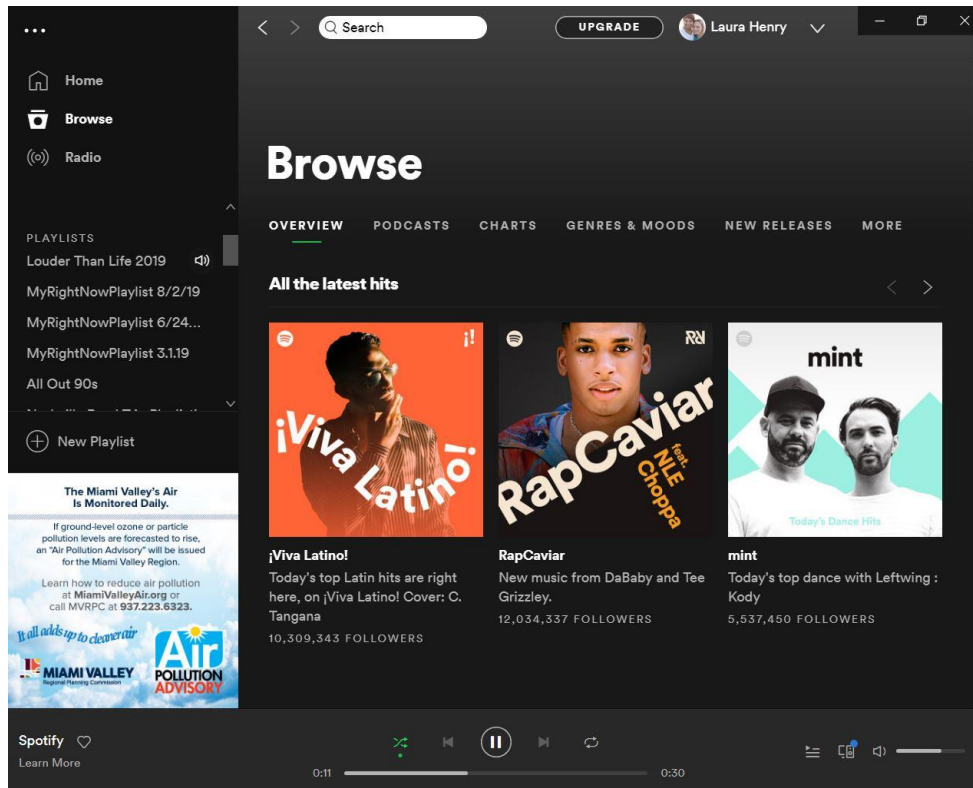 Search
UPGRADE
Laura Henry
Home
Browse
Radio
PLAYLISTS
Louder Than Life 2019
MyRightNowPlaylist 8/2/19
MyRightNowPlaylist 6/24...
MyRightNowPlaylist 3.1.19
All Out 90s
New Playlist
The Miami Valley's Air
Is Monitored Daily.
If ground-level ozone or particle
pollution levels are forecasted to rise,
an "Air Pollution Advisory" will be issued
for the Miami Valley Region.
Learn how to reduce air pollution
at MiamiValleyAir.org or
call MVRPC at 937.223.6323.
It all adds up to cleaner air
MIAMI VALLEY
Regional Planning Commission
Air
POLLUTION
ADVISORY
Browse
OVERVIEW PODCASTS CHARTS GENRES & MOODS NEW RELEASES MORE
All the latest hits
¡!
¡Viva
Latino!
¡Viva Latino!
Today's top Latin hits are right
here, on ¡Viva Latino! Cover: C.
Tangana
10,309,343 FOLLOWERS
RapCaviar
feat.
NLE
Choppa
RapCaviar
New music from DaBaby and Tee
Grizzley.
12,034,337 FOLLOWERS
mint
Today's Dance Hits
mint
Today's top dance with Leftwing :
Kody
5,537,450 FOLLOWERS
Spotify
Learn More
0:11
0:30